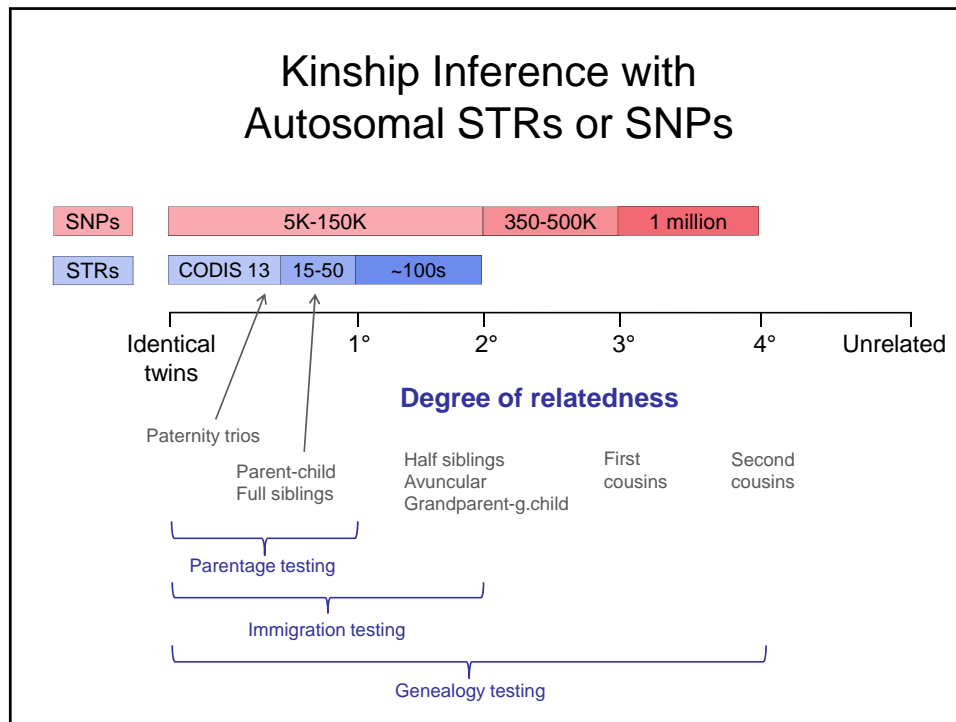 Kinship Inference with
Autosomal STRs or SNPs
SNPs
5K-150K
350-500K
1 million
STRs
CODIS 13
15-50
~100s
Identical
twins
1°
2°
3°
4°
Unrelated
Degree of relatedness
Paternity trios
Parent-child
Full siblings
Half siblings
Avuncular
Grandparent-g.child
First
cousins
Second
cousins
Parentage testing
Immigration testing
Genealogy testing